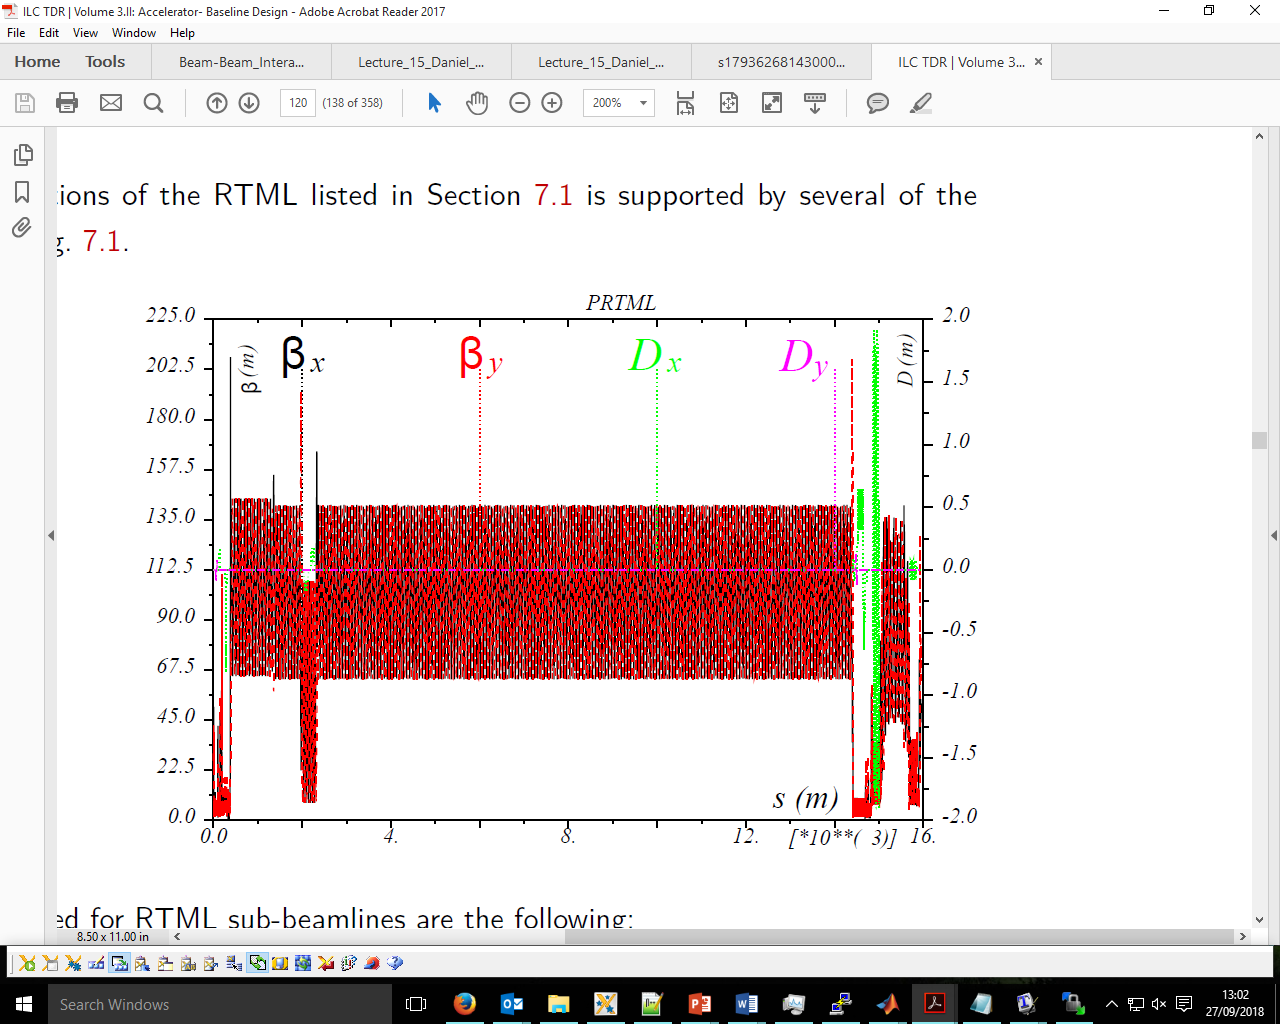 ILC TDR | Volume 3.II: Accelerator- Baseline Design - Adobe Acrobat Reader 2017
File Edit View Window Help
Home Tools Beam-Beam_Intera... Lecture_15_Daniel_... Lecture_15_Daniel_... s17936268143000... ILC TDR | Volume 3... ×
120 (138 of 358) 200%
tions of the RTML listed in Section 7.1 is supported by several of the
g. 7.1.
PRTML
225.0 2.0
βx βy Dx Dy
β (m) D (m)
202.5 1.5
180.0 1.0
157.5 0.5
135.0 0.0
112.5 -0.5
90.0 -1.0
67.5 -1.5
45.0 -2.0
22.5
0.0
s (m)
0.0 4. 8. 12. [*10**( 3)] 16.
ed for RTML sub-beamlines are the following:
8.50 x 11.00 in
Search Windows
13:02
27/09/2018